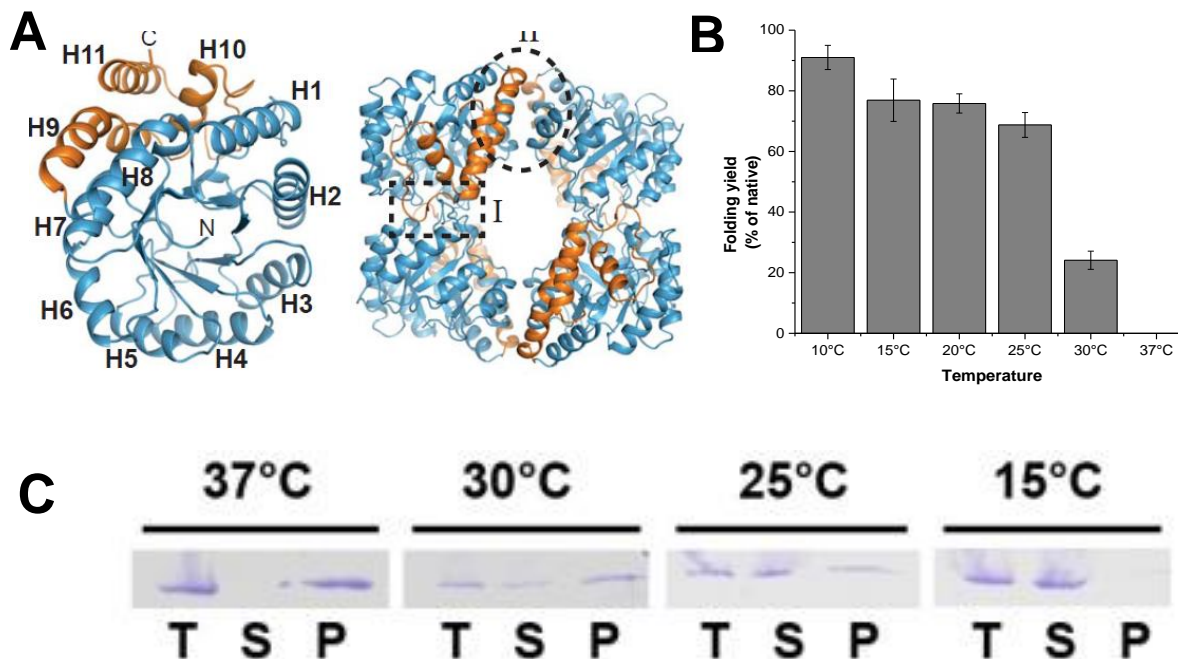 A
H11
C
H10
H1
H9
H8
H2
H7
N
H6
H3
H5
H4
II
I
B
Folding yield
(% of native)
100
80
60
40
20
0
10°C 15°C 20°C 25°C 30°C 37°C
Temperature
C
37°C 30°C 25°C 15°C
T S P T S P T S P T S P